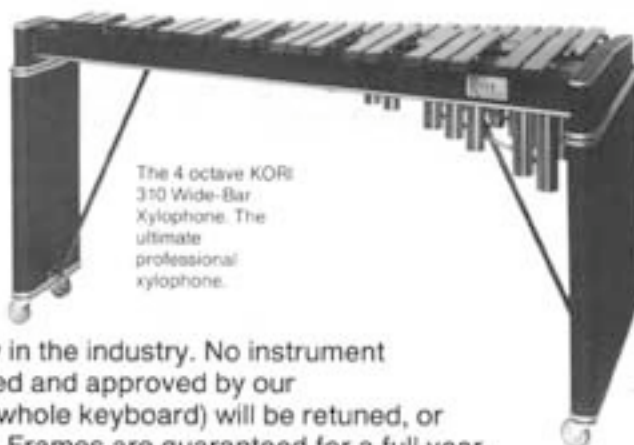 The 4 octave KORI
310 Wide-Bar
Xylophone. The
ultimate
professional
xylophone.
in the industry. No instrument
ed and approved by our
whole keyboard) will be retuned, or
Frames are guaranteed for a full year